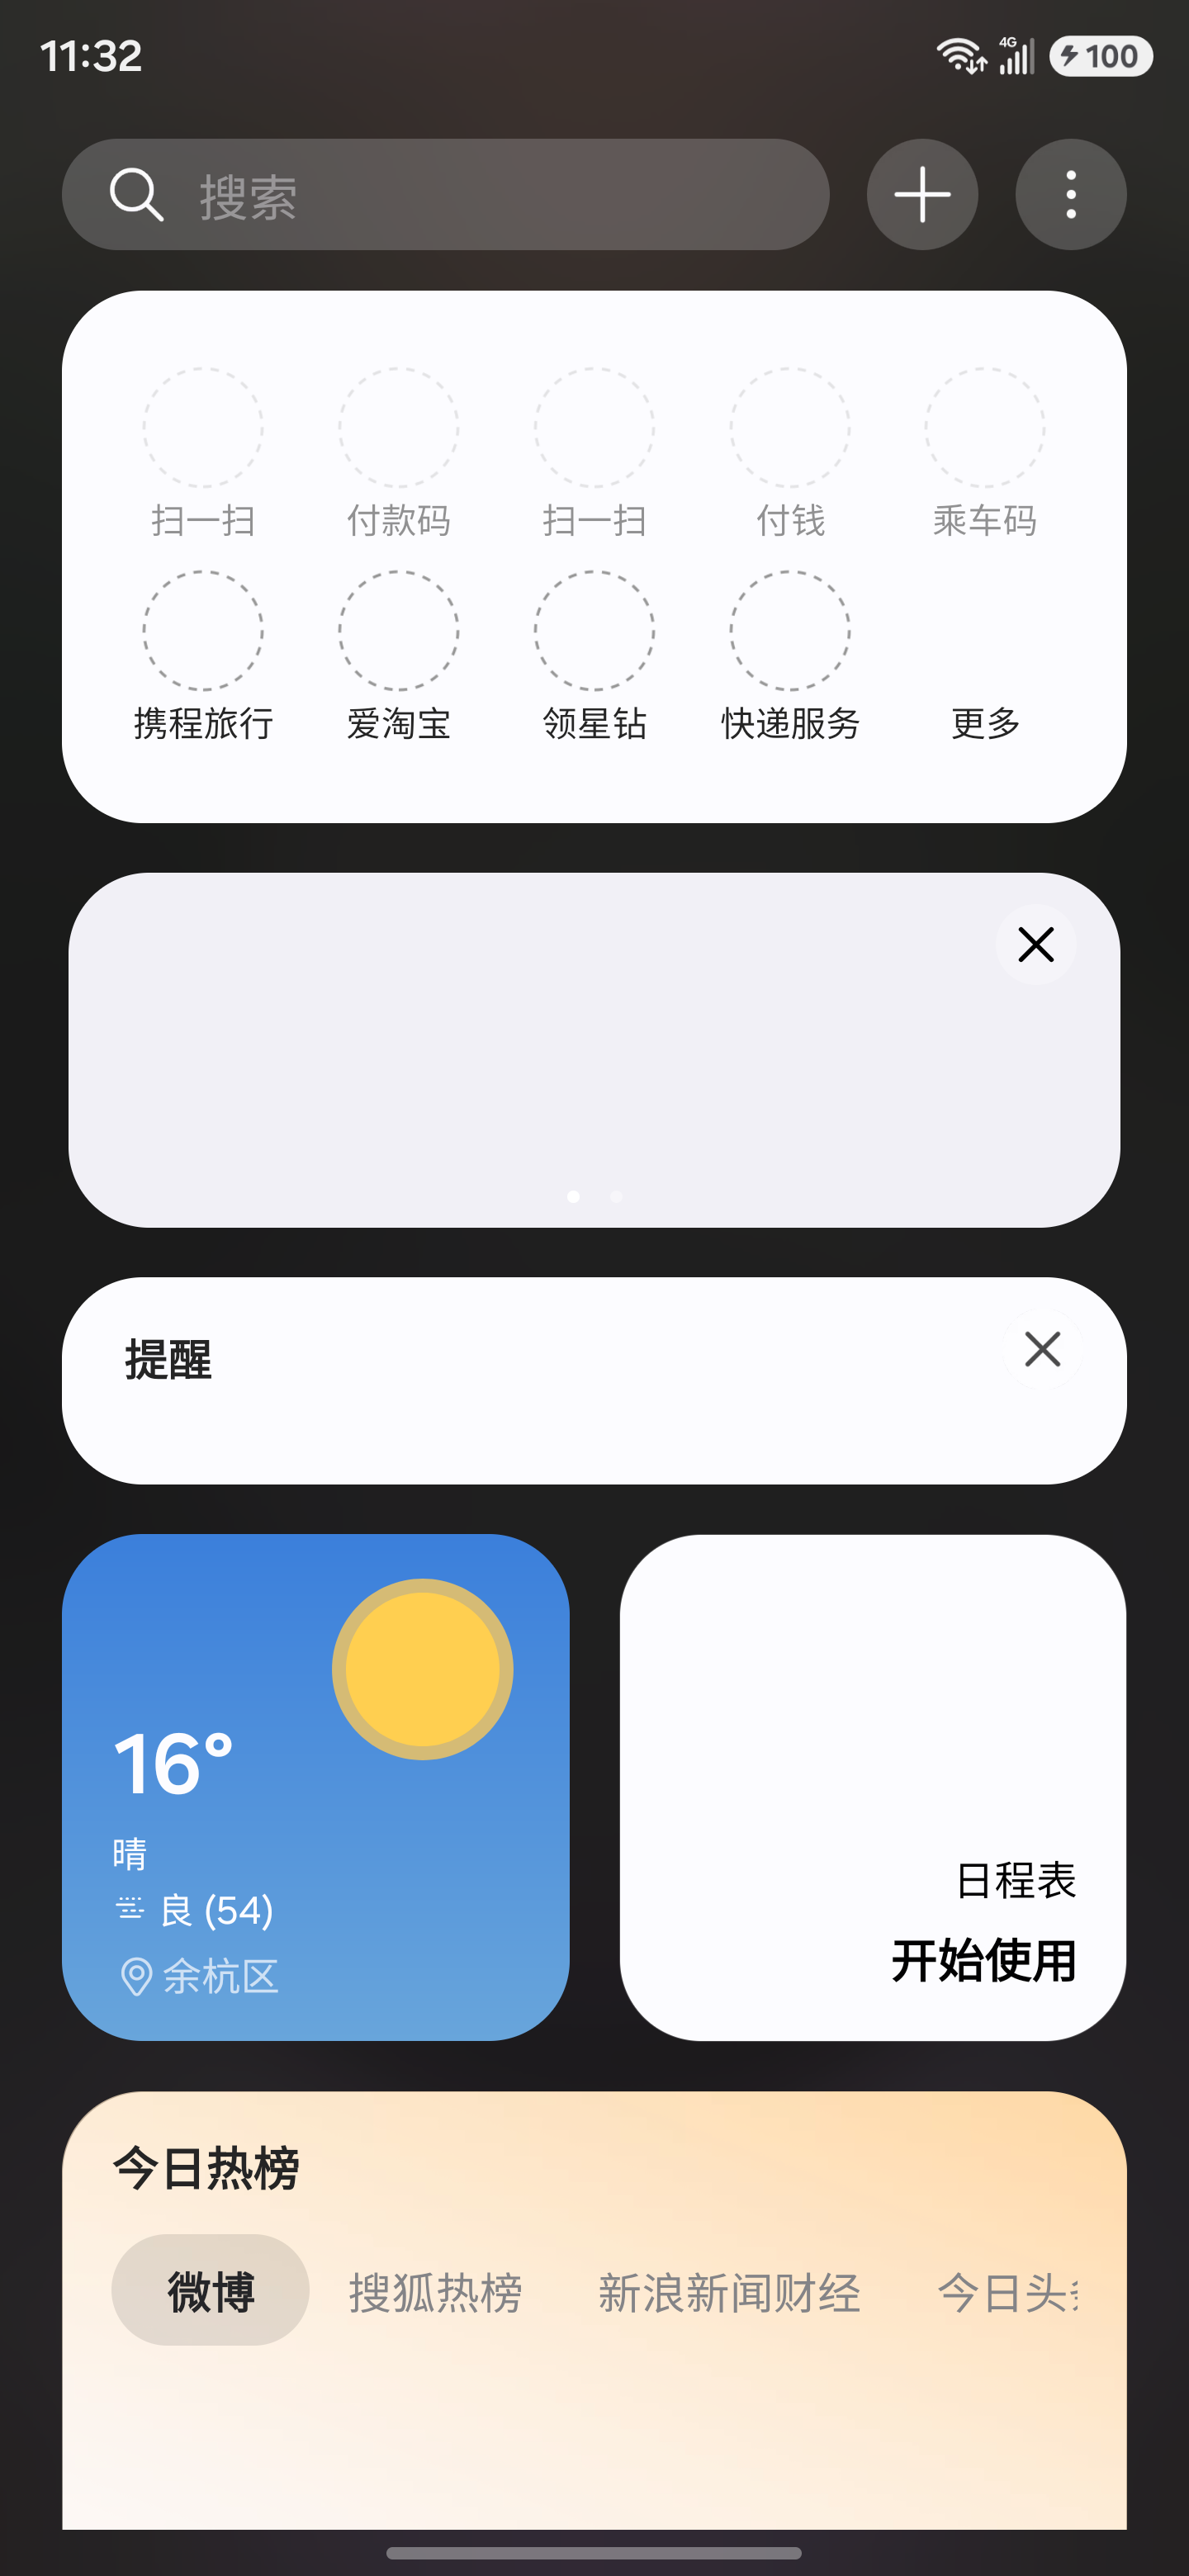 11:32
4G
100
搜索
扫一扫 付款码 扫一扫 付钱 乘车码
携程旅行 爱淘宝 领星钻 快递服务 更多
提醒
16°
晴
良 (54)
余杭区
日程表
开始使用
今日热榜
微博 搜狐热榜 新浪新闻财经 今日头